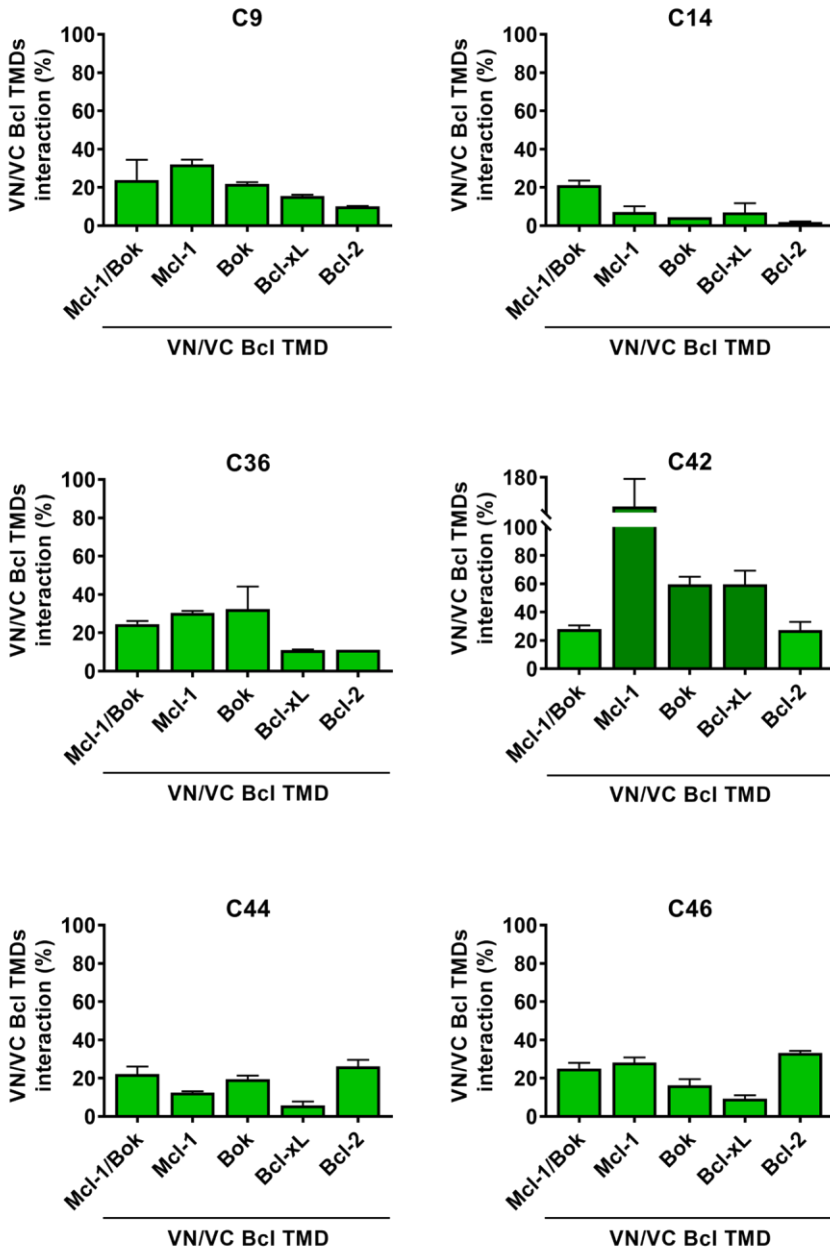 C9
VN/VC Bcl TMDs
interaction (%)
100
80
60
40
20
0
Mcl-1/Bok
Mcl-1
Bok
Bcl-xL
Bcl-2
VN/VC Bcl TMD
C14
VN/VC Bcl TMDs
interaction (%)
100
80
60
40
20
0
Mcl-1/Bok
Mcl-1
Bok
Bcl-xL
Bcl-2
VN/VC Bcl TMD
C36
VN/VC Bcl TMDs
interaction (%)
100
80
60
40
20
0
Mcl-1/Bok
Mcl-1
Bok
Bcl-xL
Bcl-2
VN/VC Bcl TMD
C42
VN/VC Bcl TMDs
interaction (%)
180
100
80
60
40
20
0
Mcl-1/Bok
Mcl-1
Bok
Bcl-xL
Bcl-2
VN/VC Bcl TMD
C44
VN/VC Bcl TMDs
interaction (%)
100
80
60
40
20
0
Mcl-1/Bok
Mcl-1
Bok
Bcl-xL
Bcl-2
VN/VC Bcl TMD
C46
VN/VC Bcl TMDs
interaction (%)
100
80
60
40
20
0
Mcl-1/Bok
Mcl-1
Bok
Bcl-xL
Bcl-2
VN/VC Bcl TMD